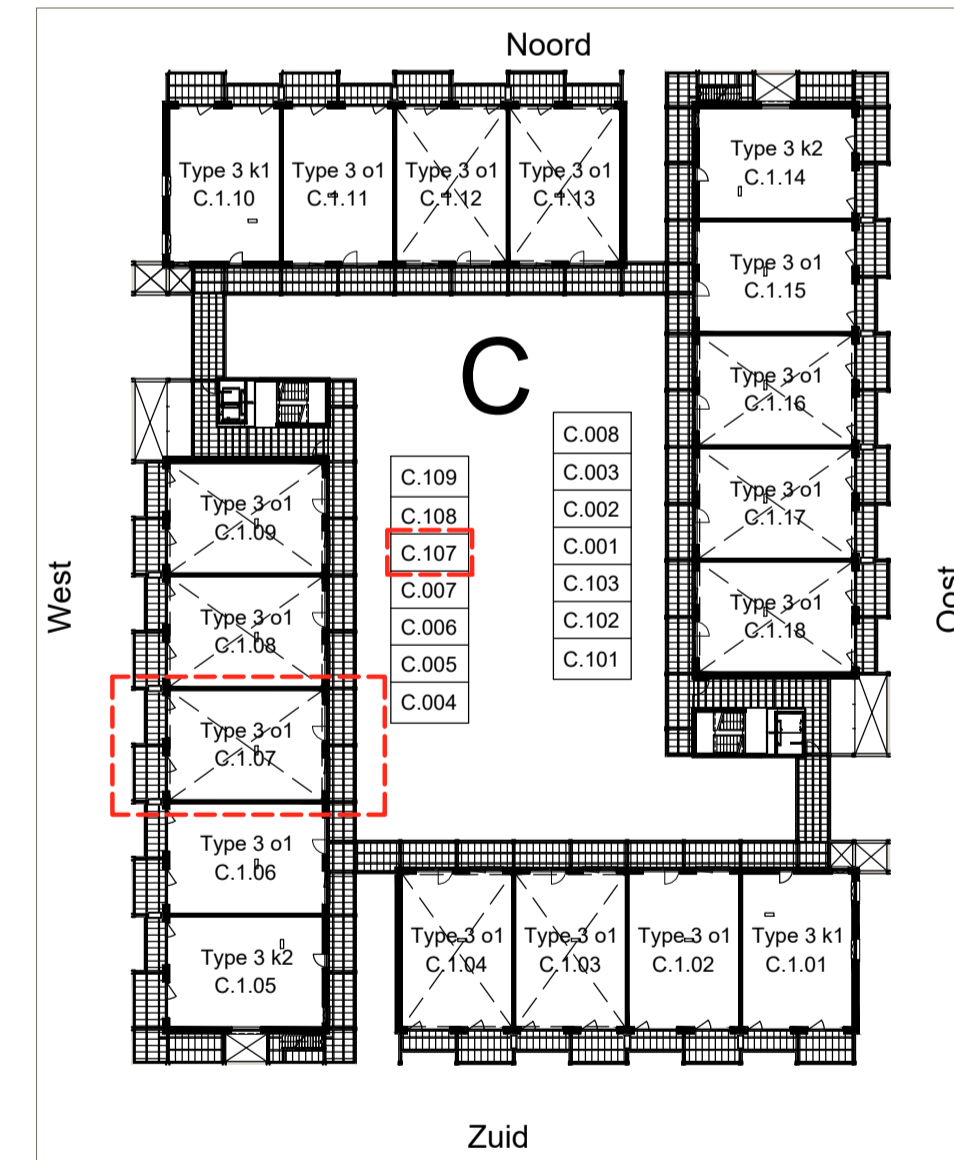 Noord
Type 3 k1
C.1.10
Type 3 o1
C.1.11
Type 3 o1
C.1.12
Type 3 o1
C.1.13
Type 3 k2
C.1.14
Type 3 o1
C.1.15
Type 3 o1
C.1.16
Type 3 o1
C.1.17
Type 3 o1
C.1.18
C
C.109
C.108
C.107
C.007
C.006
C.005
C.004
C.008
C.003
C.002
C.001
C.103
C.102
C.101
West
Oost
Type 3 o1
C.1.09
Type 3 o1
C.1.08
Type 3 o1
C.1.07
Type 3 o1
C.1.06
Type 3 k2
C.1.05
Type 3 o1
C.1.04
Type 3 o1
C.1.03
Type 3 o1
C.1.02
Type 3 k1
C.1.01
Zuid